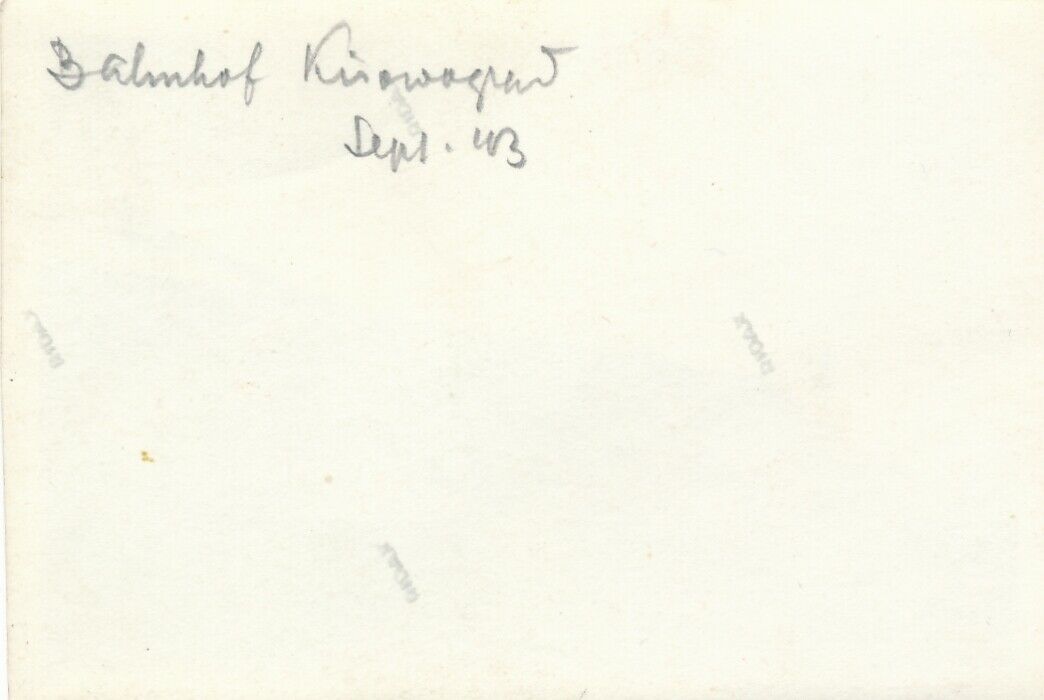 Bahnhof Kirowograd
Sept. 43